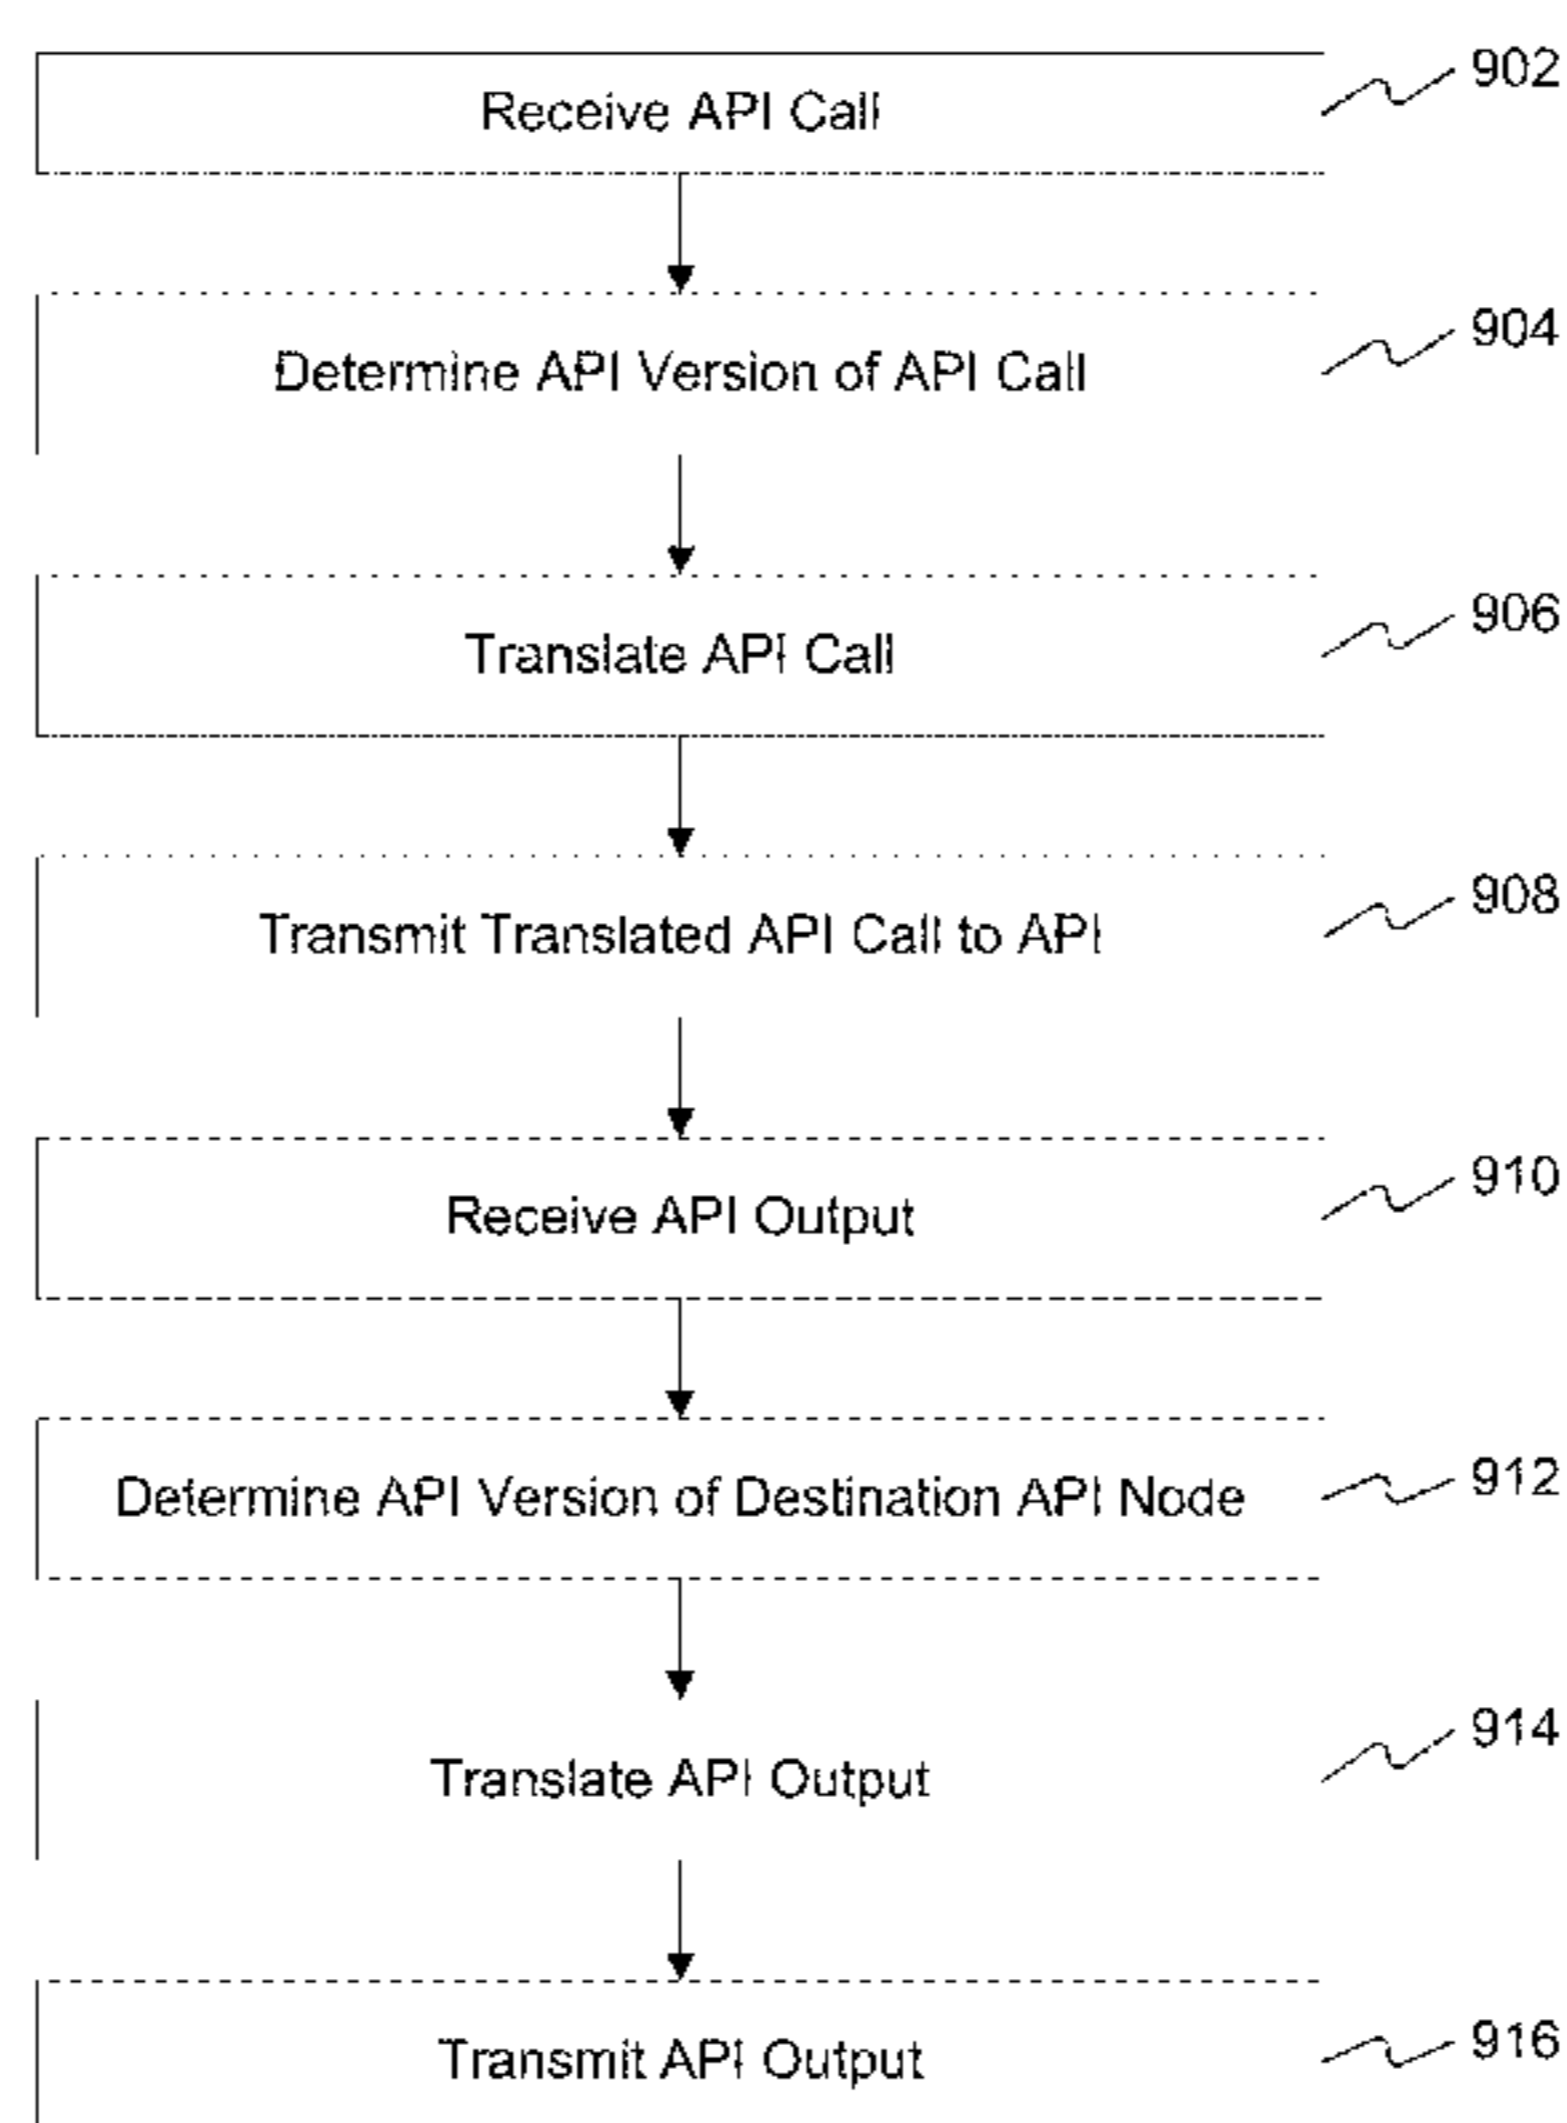 Receive API Call
902
Determine API Version of API Call
904
Translate API Call
906
Transmit Translated API Call to API
908
Receive API Output
910
Determine API Version of Destination API Node
912
Translate API Output
914
Transmit API Output
916